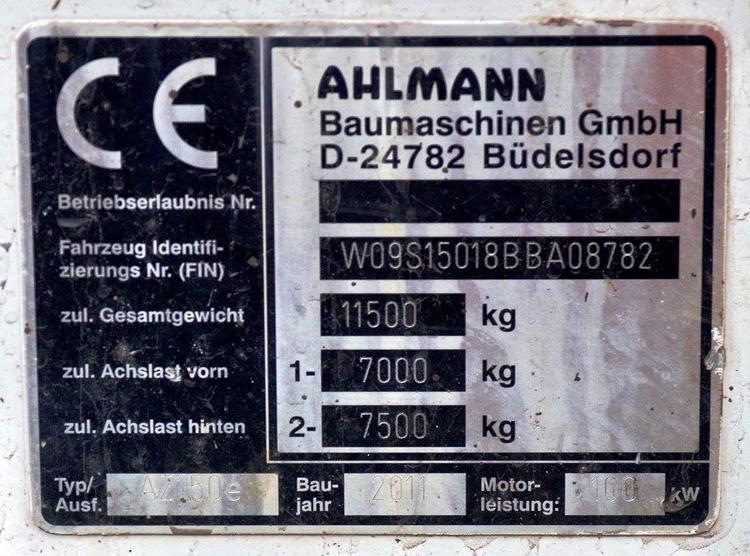 CE
AHLMANN
Baumaschinen GmbH
D-24782 Büdelsdorf
Betriebserlaubnis Nr.
Fahrzeug Identifi-
zierungs Nr. (FIN) W09S15018BBA08782
zul. Gesamtgewicht 11500 kg
zul. Achslast vorn 1- 7000 kg
zul. Achslast hinten 2- 7500 kg
Typ/
Ausf. AZ150e
Bau-
jahr 2011
Motor-
leistung: 100 kW